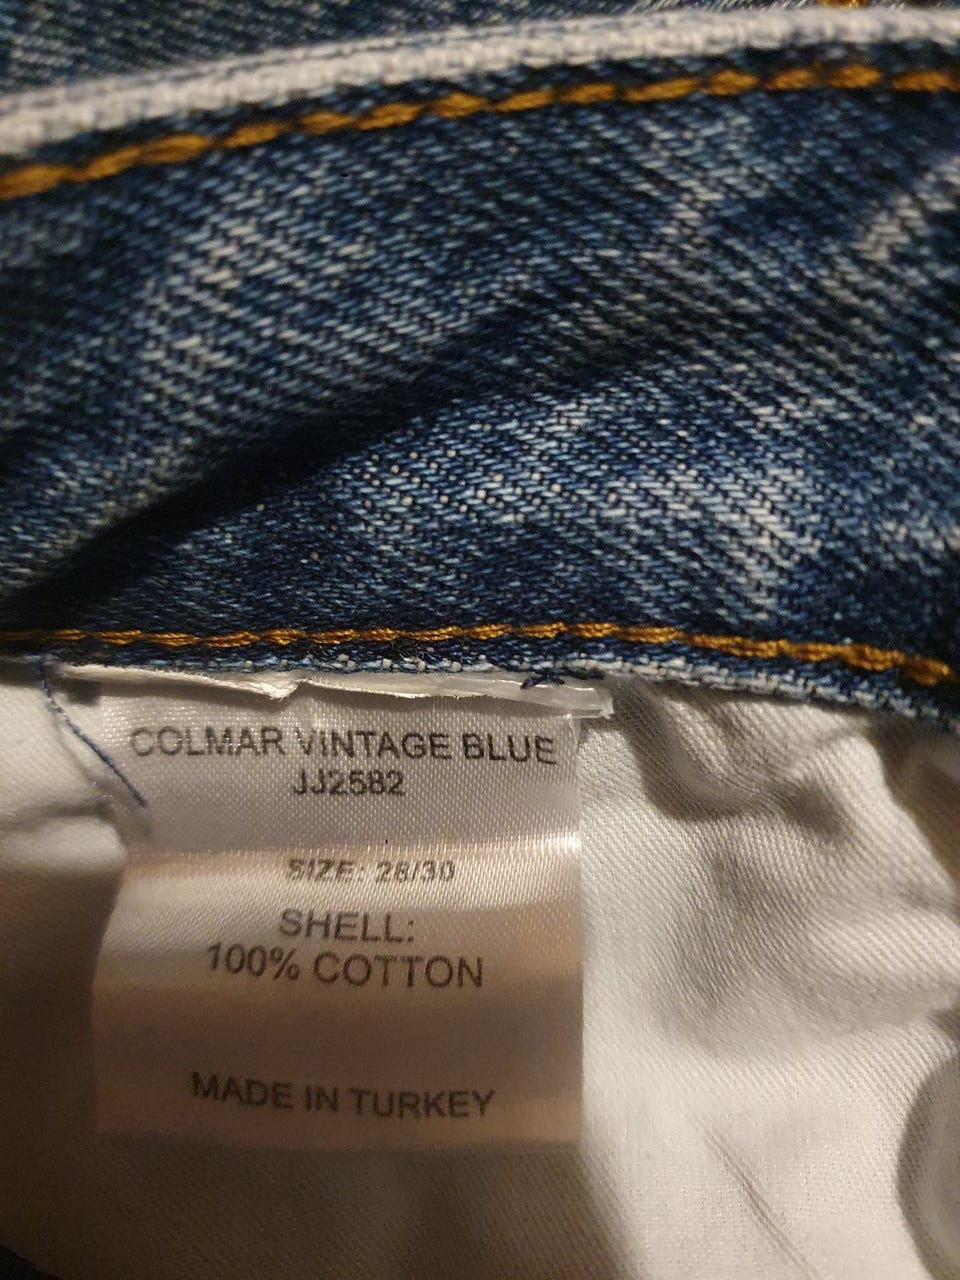 COLMAR VINTAGE BLUE
JJ2582
SIZE: 28/30
SHELL:
100% COTTON
MADE IN TURKEY